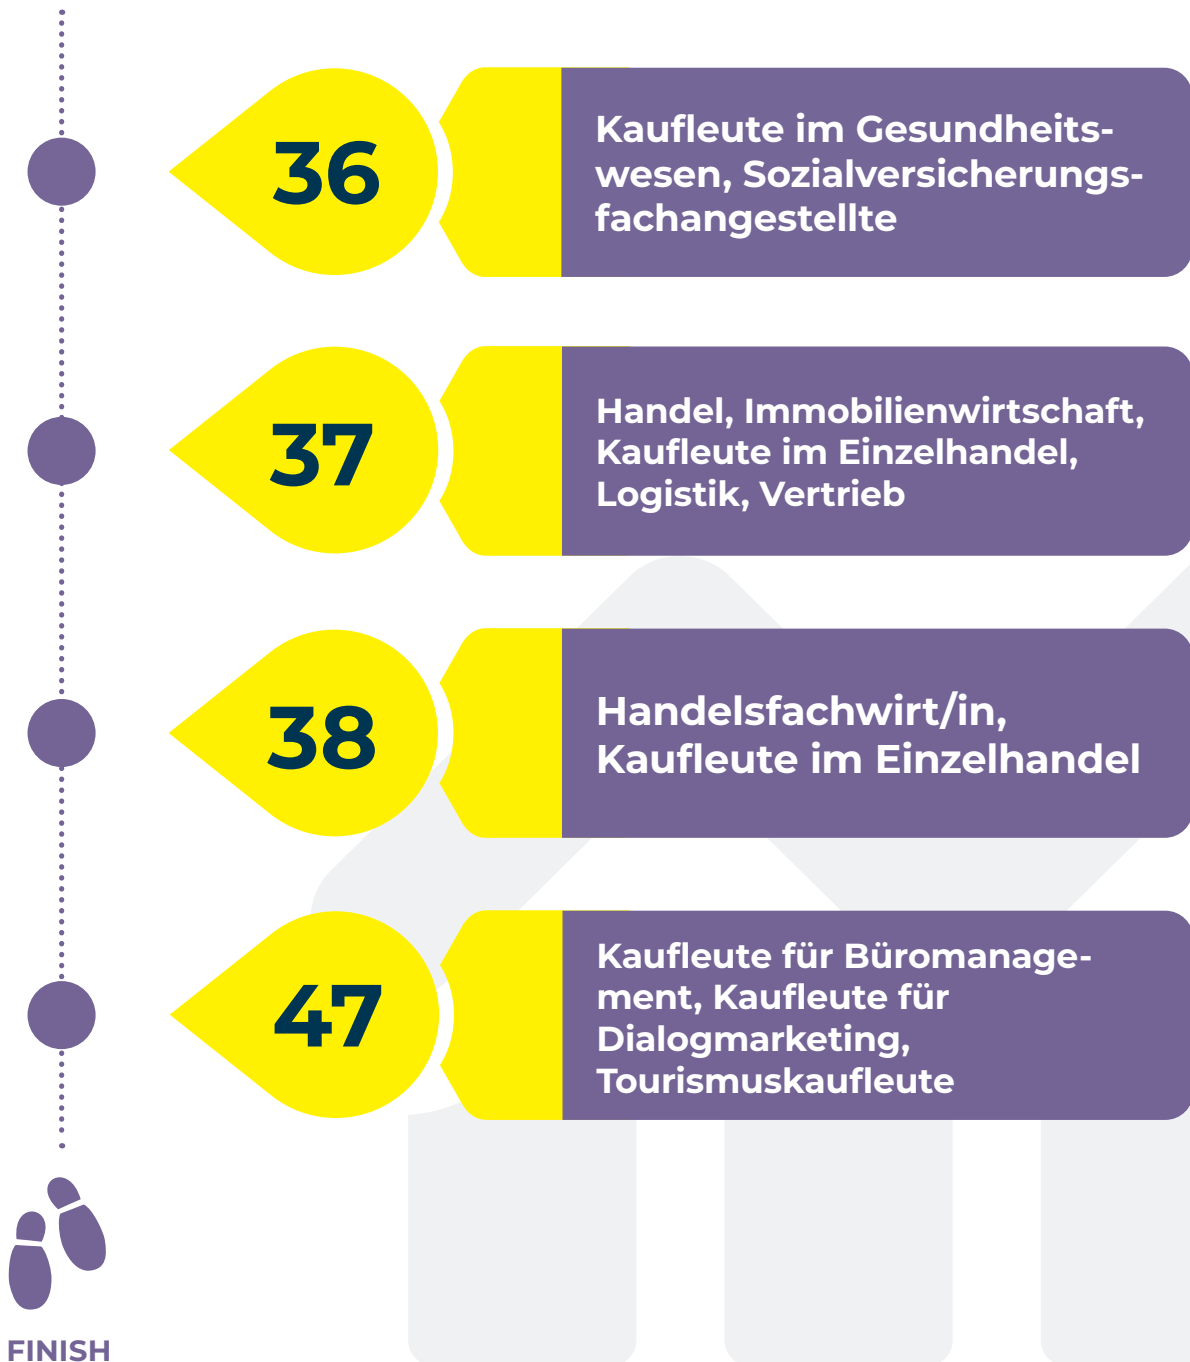 36
Kaufleute im Gesundheits-
wesen, Sozialversicherungs-
fachangestellte
37
Handel, Immobilienwirtschaft,
Kaufleute im Einzelhandel,
Logistik, Vertrieb
38
Handelsfachwirt/in,
Kaufleute im Einzelhandel
47
Kaufleute für Büromanage-
ment, Kaufleute für
Dialogmarketing,
Tourismuskaufleute
FINISH